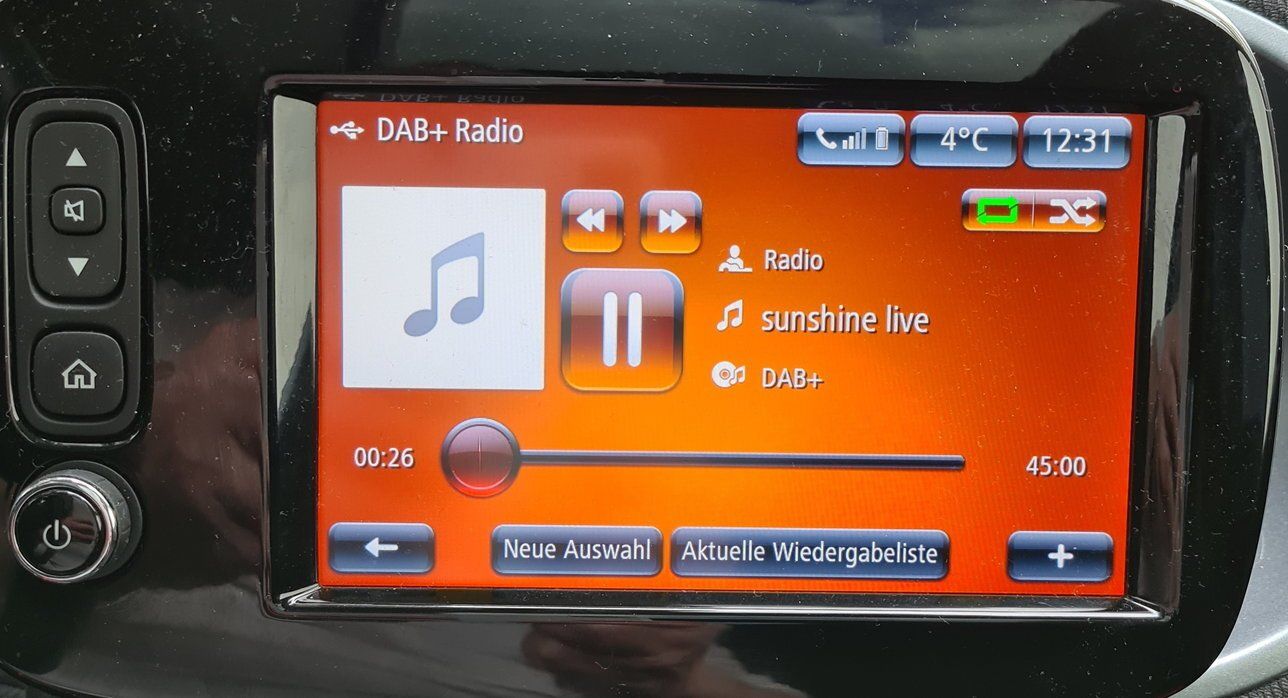 DAB+ Radio
4°C
12:31
Radio
sunshine live
DAB+
00:26
45:00
Neue Auswahl
Aktuelle Wiedergabeliste